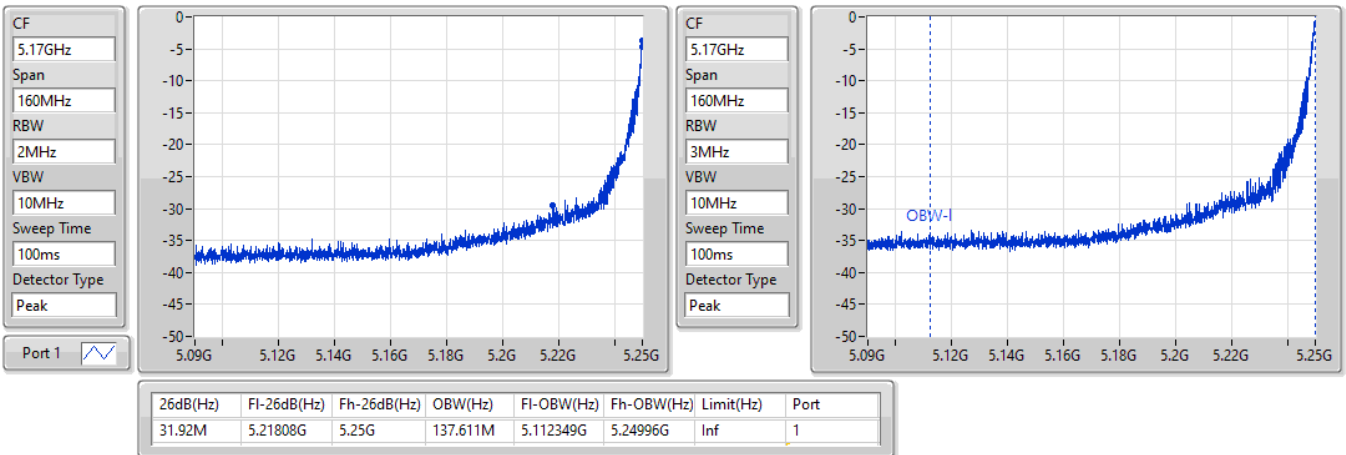 CF
5.17GHz
Span
160MHz
RBW
2MHz
VBW
10MHz
Sweep Time
100ms
Detector Type
Peak
Port 1
0
-5
-10
-15
-20
-25
-30
-35
-40
-45
-50
5.09G 5.12G 5.14G 5.16G 5.18G 5.2G 5.22G 5.25G
CF
5.17GHz
Span
160MHz
RBW
3MHz
VBW
10MHz
Sweep Time
100ms
Detector Type
Peak
0
-5
-10
-15
-20
-25
-30
OBW-l
-35
-40
-45
-50
5.09G 5.12G 5.14G 5.16G 5.18G 5.2G 5.22G 5.25G
26dB(Hz) Fl-26dB(Hz) Fh-26dB(Hz) OBW(Hz) Fl-OBW(Hz) Fh-OBW(Hz) Limit(Hz) Port
31.92M 5.21808G 5.25G 137.611M 5.112349G 5.24996G Inf 1